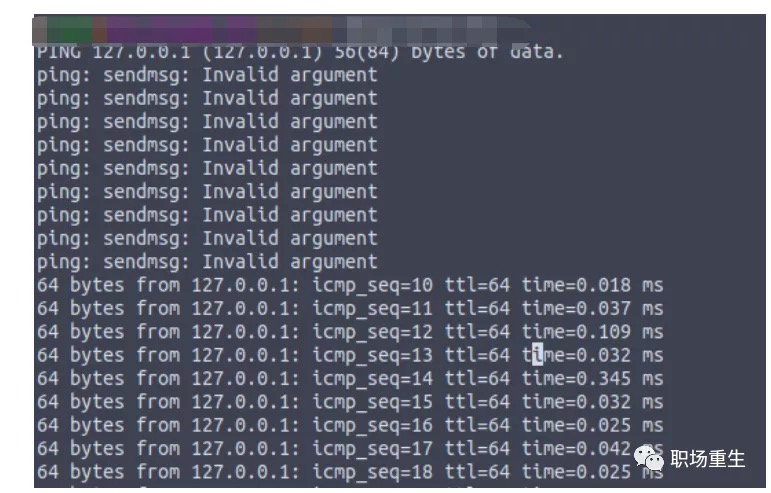 PING 127.0.0.1 (127.0.0.1) 56(84) bytes of data.
ping: sendmsg: Invalid argument
ping: sendmsg: Invalid argument
ping: sendmsg: Invalid argument
ping: sendmsg: Invalid argument
ping: sendmsg: Invalid argument
ping: sendmsg: Invalid argument
ping: sendmsg: Invalid argument
ping: sendmsg: Invalid argument
ping: sendmsg: Invalid argument
64 bytes from 127.0.0.1: icmp_seq=10 ttl=64 time=0.018 ms
64 bytes from 127.0.0.1: icmp_seq=11 ttl=64 time=0.037 ms
64 bytes from 127.0.0.1: icmp_seq=12 ttl=64 time=0.109 ms
64 bytes from 127.0.0.1: icmp_seq=13 ttl=64 time=0.032 ms
64 bytes from 127.0.0.1: icmp_seq=14 ttl=64 time=0.345 ms
64 bytes from 127.0.0.1: icmp_seq=15 ttl=64 time=0.032 ms
64 bytes from 127.0.0.1: icmp_seq=16 ttl=64 time=0.025 ms
64 bytes from 127.0.0.1: icmp_seq=17 ttl=64 time=0.042 ms
64 bytes from 127.0.0.1: icmp_seq=18 ttl=64 time=0.025 ms
职场重生